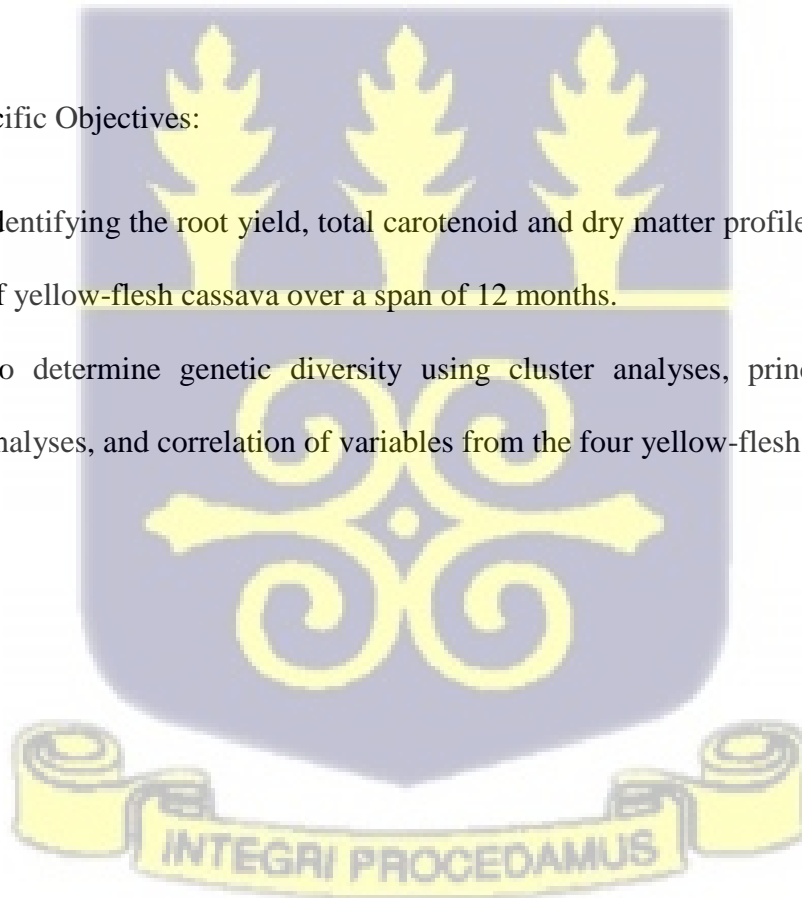 cific Objectives:
dentifying the root yield, total carotenoid and dry matter profile
f yellow-flesh cassava over a span of 12 months.
o determine genetic diversity using cluster analyses, princ
nalyses, and correlation of variables from the four yellow-flesh
INTEGRI PROCEDAMUS